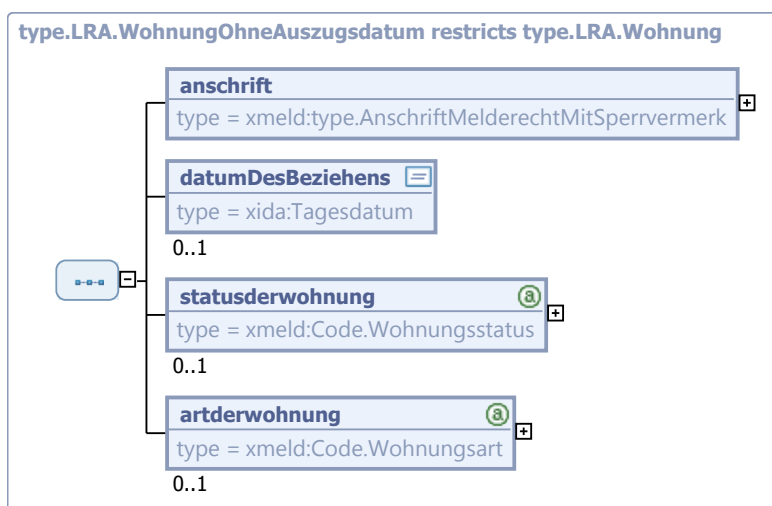 type.LRA.WohnungOhneAuszugsdatum restricts type.LRA.Wohnung
anschrift
type = xmeld:type.AnschriftMelderechtMitSperrvermerk
datumDesBeziehens
type = xida:Tagesdatum
0..1
statusderwohnung
type = xmeld:Code.Wohnungsstatus
0..1
artderwohnung
type = xmeld:Code.Wohnungsart
0..1